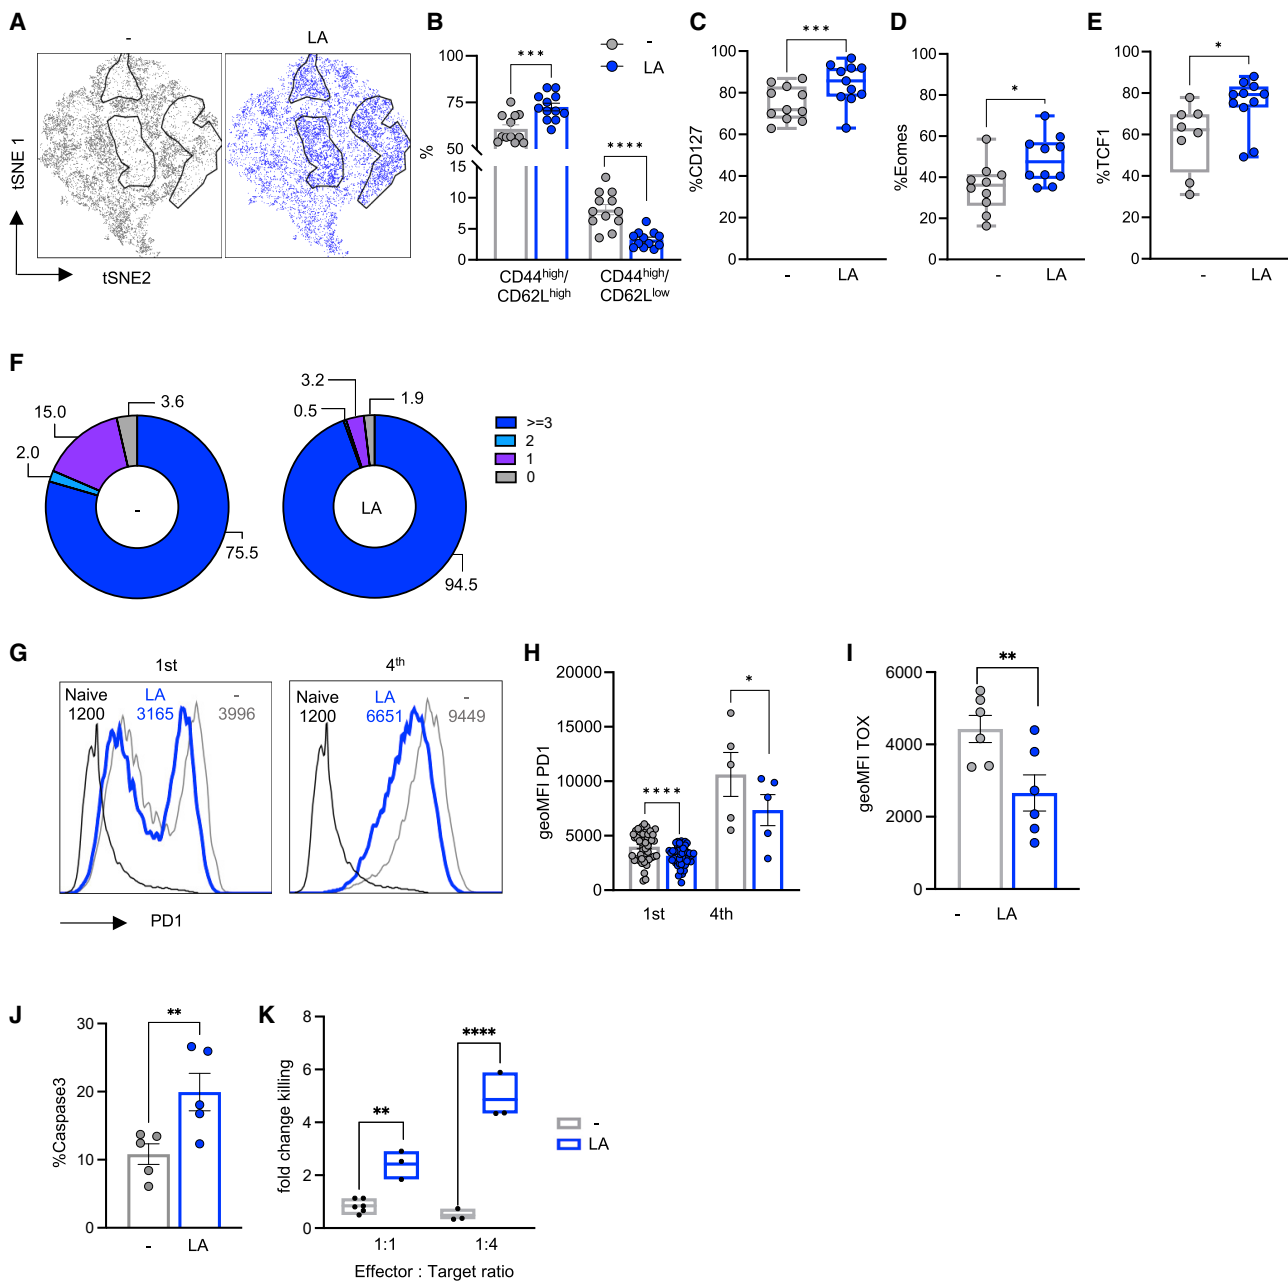 A
-
LA
tSNE 1
tSNE2
B
-
LA
%
100
75
50
15
10
5
0
***
****
CD44high/
CD62Lhigh
CD44high/
CD62Llow
C
%CD127
100
80
60
40
20
0
***
-
LA
D
%Eomes
100
80
60
40
20
0
*
-
LA
E
%TCF1
100
80
60
40
20
0
*
-
LA
F
3.6
15.0
2.0
-
75.5
3.2
0.5
1.9
LA
94.5
>=3
2
1
0
G
1st
Naive
1200
LA
3165
-
3996
4th
Naive
1200
LA
6651
-
9449
PD1
H
geoMFI PD1
20000
15000
10000
5000
0
****
*
1st
4th
I
geoMFI TOX
6000
4000
2000
0
**
-
LA
J
%Caspase3
30
20
10
0
**
-
LA
K
fold change killing
8
6
4
2
0
**
****
1:1
1:4
Effector : Target ratio
-
LA